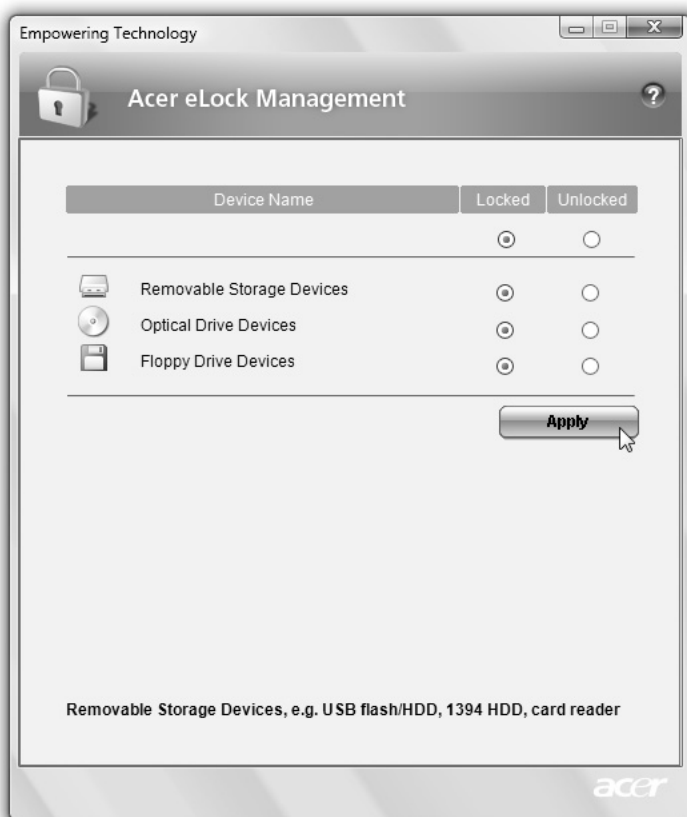 Empowering Technology
Acer eLock Management
Device Name Locked Unlocked
Removable Storage Devices
Optical Drive Devices
Floppy Drive Devices
Apply
Removable Storage Devices, e.g. USB flash/HDD, 1394 HDD, card reader
acer